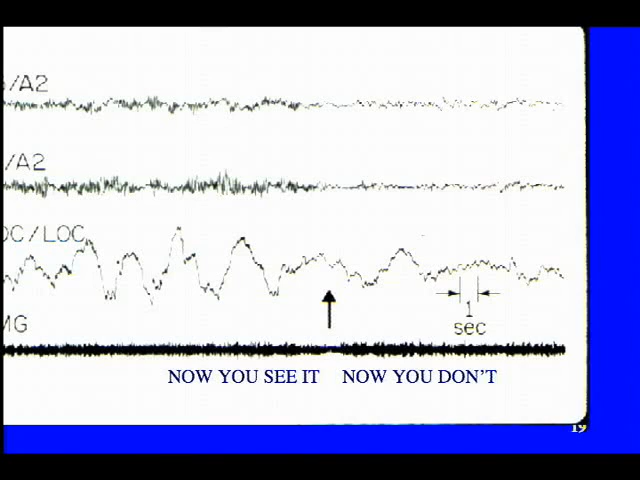 /A2
/A2
OC/LOC
1
sec
MG
NOW YOU SEE IT NOW YOU DON'T
19